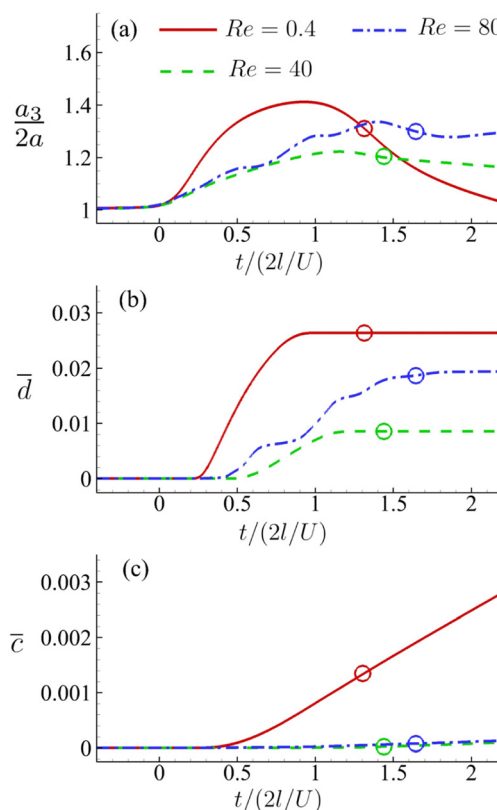 (a)
Re = 0.4
Re = 80
Re = 40
1.6
1.4
1.2
1
a₃/2a
0 0.5 1 1.5 2
t/(2l/U)
(b)
0.03
0.02
0.01
0
d̅
0 0.5 1 1.5 2
t/(2l/U)
(c)
0.003
0.002
0.001
0
c̅
0 0.5 1 1.5 2
t/(2l/U)